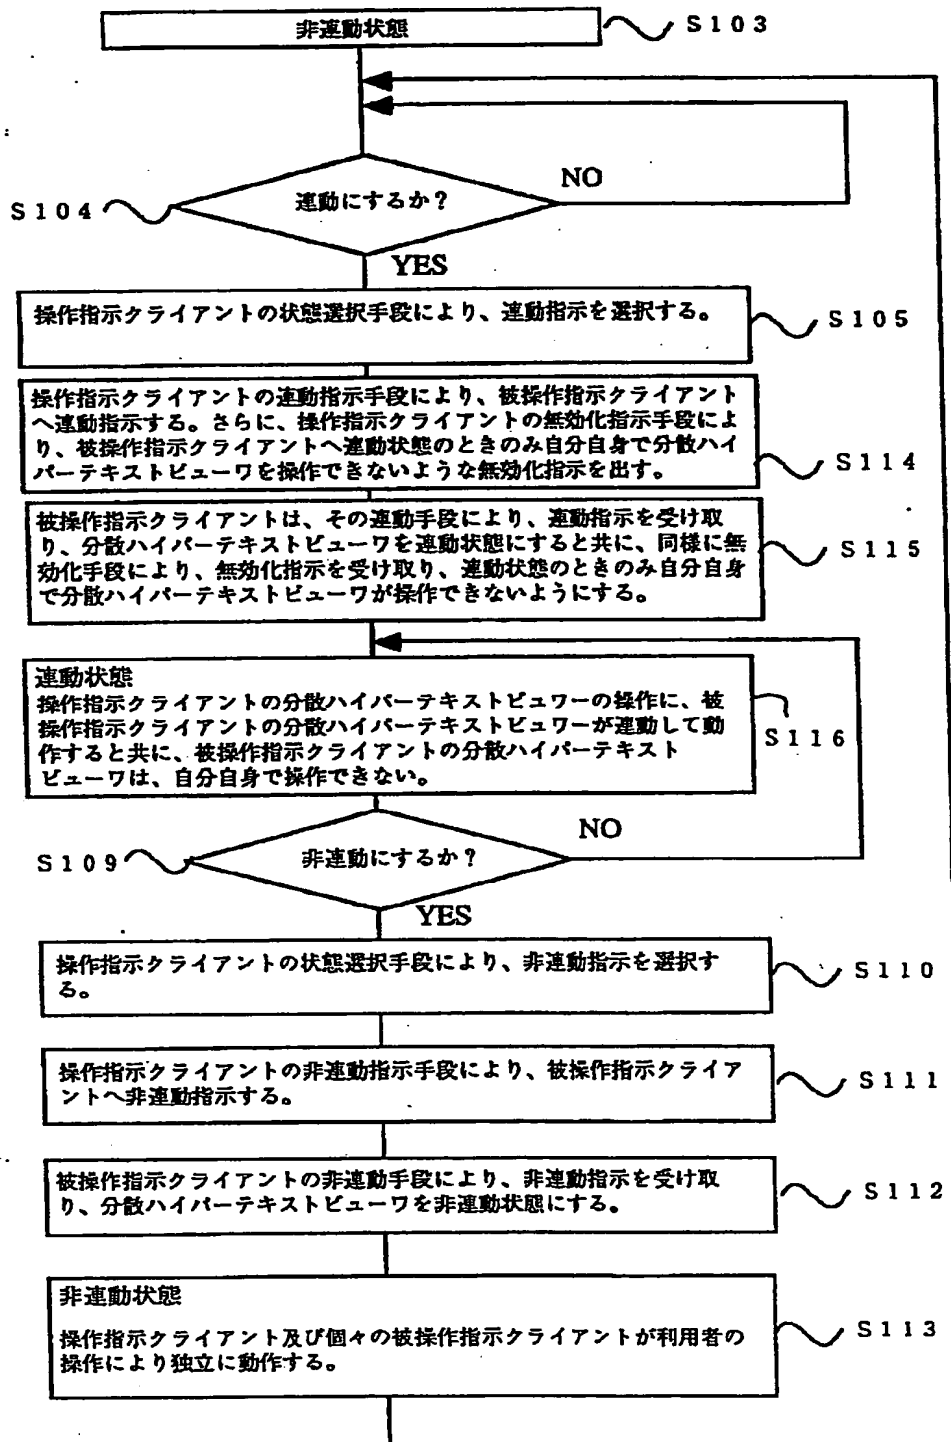 非連動状態
S103
連動にするか？
NO
S104
YES
操作指示クライアントの状態選択手段により、連動指示を選択する。
S105
操作指示クライアントの連動指示手段により、被操作指示クライアント
へ連動指示する。さらに、操作指示クライアントの無効化指示手段によ
り、被操作指示クライアントへ連動状態のときのみ自分自身で分散ハイ
パーテキストビューワを操作できないような無効化指示を出す。
S114
被操作指示クライアントは、その連動手段により、連動指示を受け取
り、分散ハイパーテキストビューワを連動状態にすると共に、同様に無
効化手段により、無効化指示を受け取り、連動状態のときのみ自分自身
で分散ハイパーテキストビューワが操作できないようにする。
S115
連動状態
操作指示クライアントの分散ハイパーテキストビュワーの操作に、被
操作指示クライアントの分散ハイパーテキストビュワーが連動して動
作すると共に、被操作指示クライアントの分散ハイパーテキスト
ビューワは、自分自身で操作できない。
S116
非連動にするか？
NO
S109
YES
操作指示クライアントの状態選択手段により、非連動指示を選択す
る。
S110
操作指示クライアントの非連動指示手段により、被操作指示クライア
ントへ非連動指示する。
S111
被操作指示クライアントの非連動手段により、非連動指示を受け取
り、分散ハイパーテキストビューワを非連動状態にする。
S112
非連動状態
操作指示クライアント及び個々の被操作指示クライアントが利用者の
操作により独立に動作する。
S113